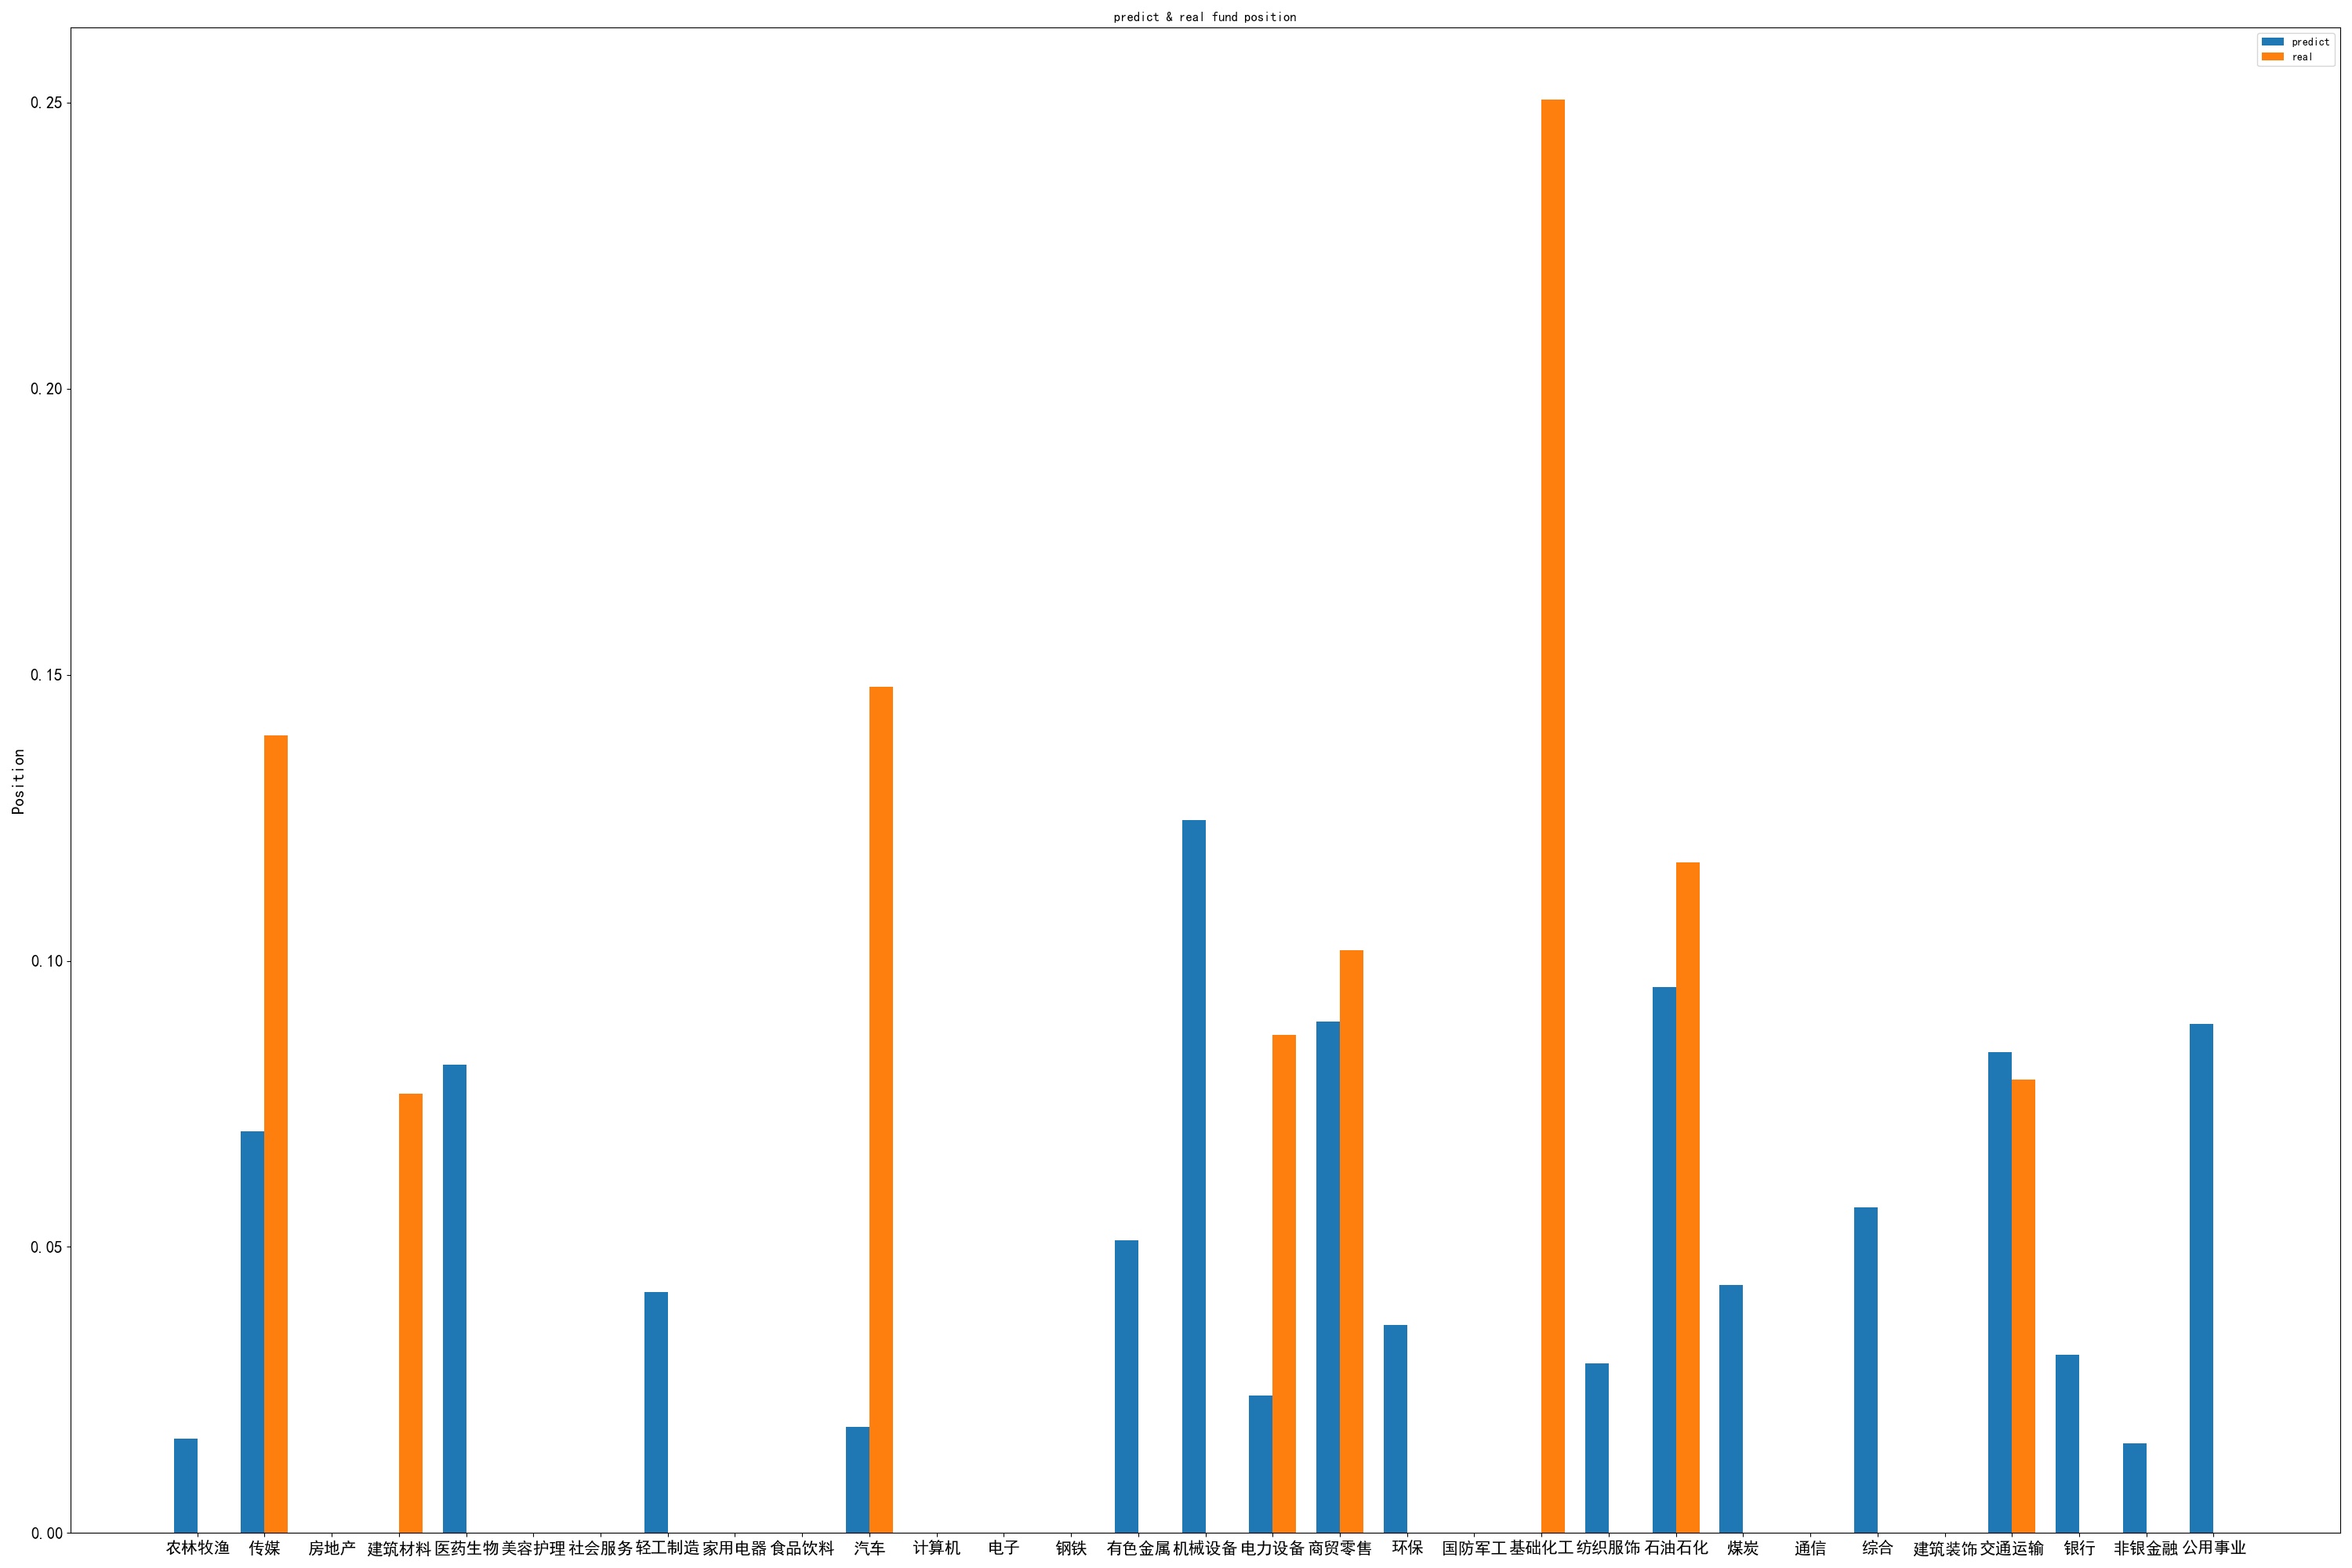 predict & real fund position
predict
real
0.25
0.20
0.15
0.10
0.05
0.00
Position
农林牧渔 传媒 房地产 建筑材料 医药生物 美容护理 社会服务 轻工制造 家用电器 食品饮料 汽车 计算机 电子 钢铁 有色金属 机械设备 电力设备 商贸零售 环保 国防军工 基础化工 纺织服饰 石油石化 煤炭 通信 综合 建筑装饰 交通运输 银行 非银金融 公用事业